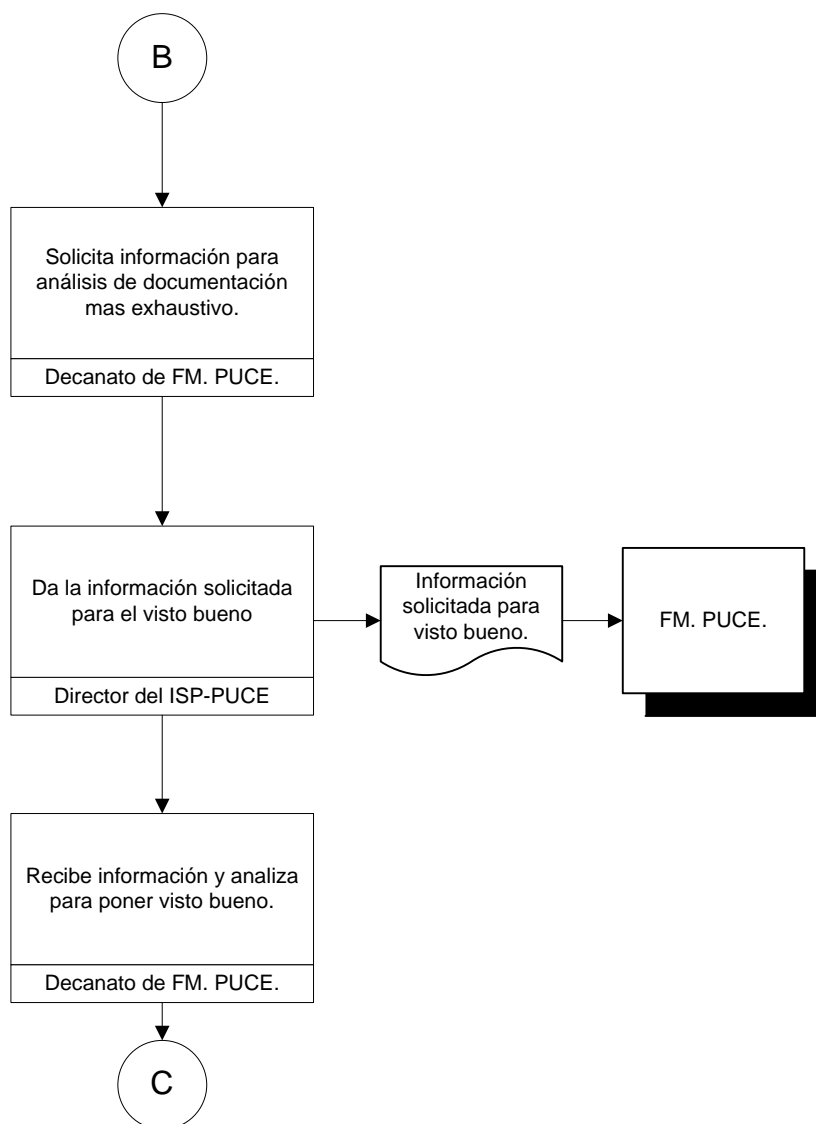 B
Solicita información para
análisis de documentación
mas exhaustivo.
Decanato de FM. PUCE.
Da la información solicitada
para el visto bueno
Director del ISP-PUCE
Información
solicitada para
visto bueno.
FM. PUCE.
Recibe información y analiza
para poner visto bueno.
Decanato de FM. PUCE.
C